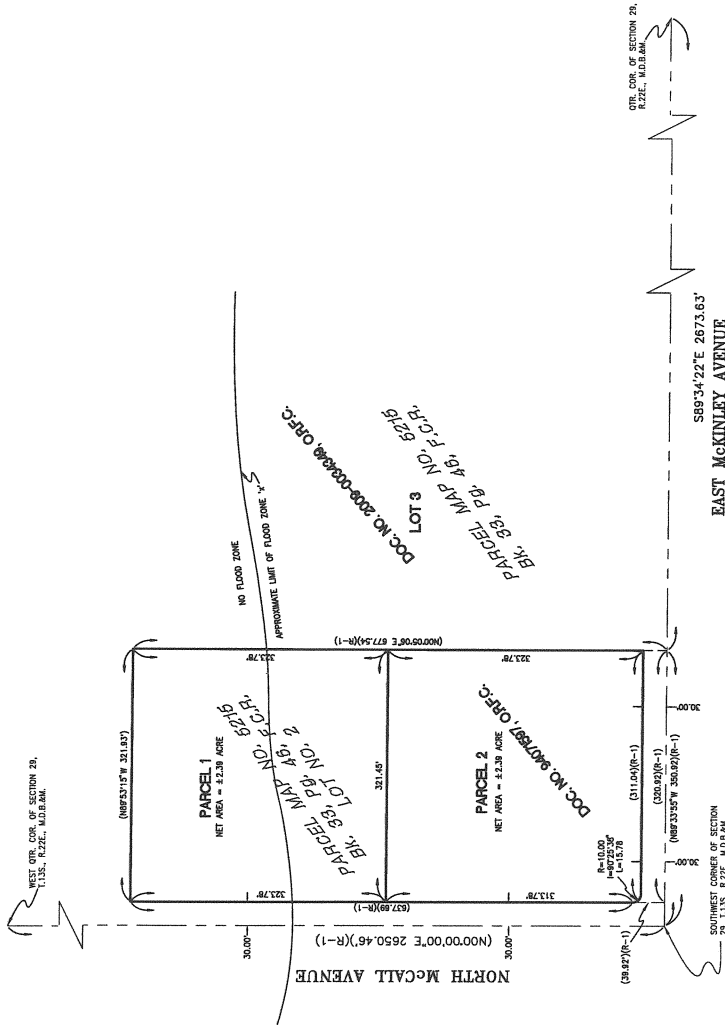 WEST QTR. COR. OF SECTION 29,
T.13S., R.22E., M.D.B.&M.
QTR. COR. OF SECTION 29,
R.22E., M.D.B.&M.
NO FLOOD ZONE
APPROXIMATE LIMIT OF FLOOD ZONE 'X'
(N89°53'15"W 321.93')
PARCEL 1
NET AREA = ±2.39 ACRE
PARCEL MAP NO. 5215
BK. 33, PG. 46, F.C.R.
LOT NO. 2
323.78'
323.78'
(637.69)(R-1)
(N00°05'06"E 677.54)(R-1)
30.00'
321.45'
DOC. NO. 2009-0034349, O.R.F.C.
LOT 3
PARCEL MAP NO. 5215
BK. 33, PG. 46, F.C.R.
PARCEL 2
NET AREA = ±2.39 ACRE
DOC. NO. 94071597, O.R.F.C.
313.78'
323.78'
30.00'
R=10.00
I=90°25'38"
L=15.78
(311.04)(R-1)
(320.92)(R-1)
(N89°33'55"W 350.92)(R-1)
30.00'
30.00'
(39.92')(R-1)
(N00°00'00"E 2650.46')(R-1)
NORTH McCALL AVENUE
S89°34'22"E 2673.63'
EAST McKINLEY AVENUE
SOUTHWEST CORNER OF SECTION
29, T.13S., R.22E., M.D.B.&M.